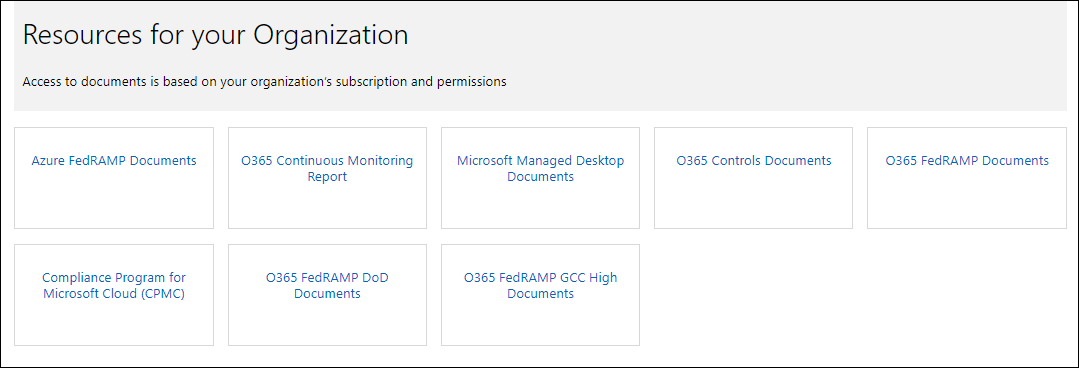 Resources for your Organization
Access to documents is based on your organization's subscription and permissions
Azure FedRAMP Documents
O365 Continuous Monitoring
Report
Microsoft Managed Desktop
Documents
O365 Controls Documents
O365 FedRAMP Documents
Compliance Program for
Microsoft Cloud (CPMC)
O365 FedRAMP DoD
Documents
O365 FedRAMP GCC High
Documents